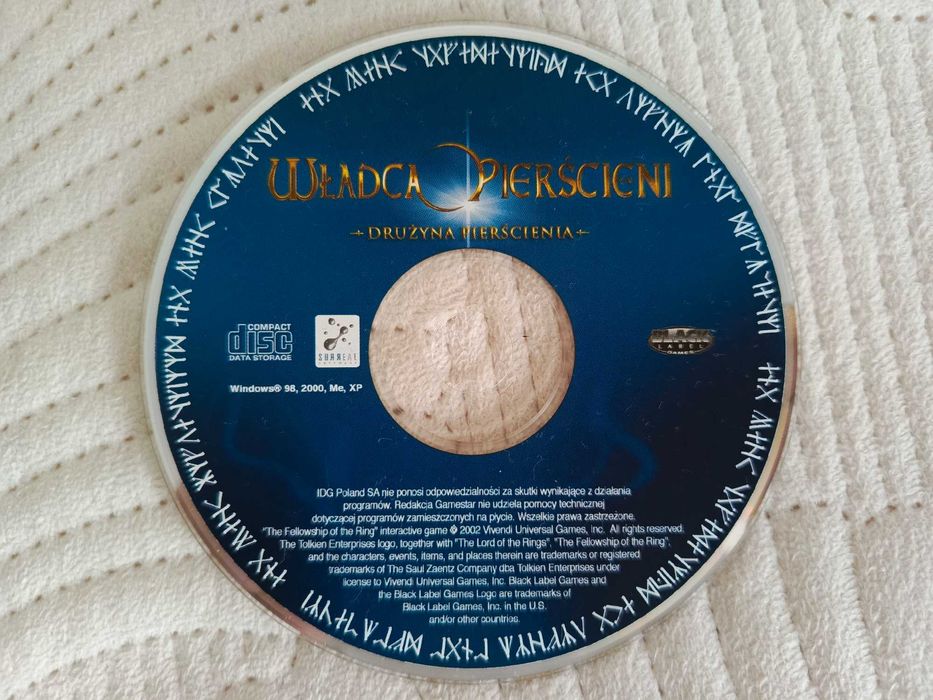 WŁADCA PIERŚCIENI
DRUŻYNA PIERŚCIENIA
COMPACT
disc
DATA STORAGE
SURREAL
SOFTWARE
BLACK
LABEL
GAMES
Windows® 98, 2000, Me, XP
IDG Poland SA nie ponosi odpowiedzialności za skutki wynikające z działania
programów. Redakcja Gamestar nie udziela pomocy technicznej
dotyczącej programów zamieszczonych na płycie. Wszelkie prawa zastrzeżone.
"The Fellowship of the Ring" interactive game © 2002 Vivendi Universal Games, Inc. All rights reserved.
The Tolkien Enterprises logo, together with "The Lord of the Rings", "The Fellowship of the Ring",
and the characters, events, items, and places therein are trademarks or registered
trademarks of The Saul Zaentz Company dba Tolkien Enterprises under
license to Vivendi Universal Games, Inc. Black Label Games and
the Black Label Games Logo are trademarks of
Black Label Games, Inc. in the U.S.
and/or other countries.